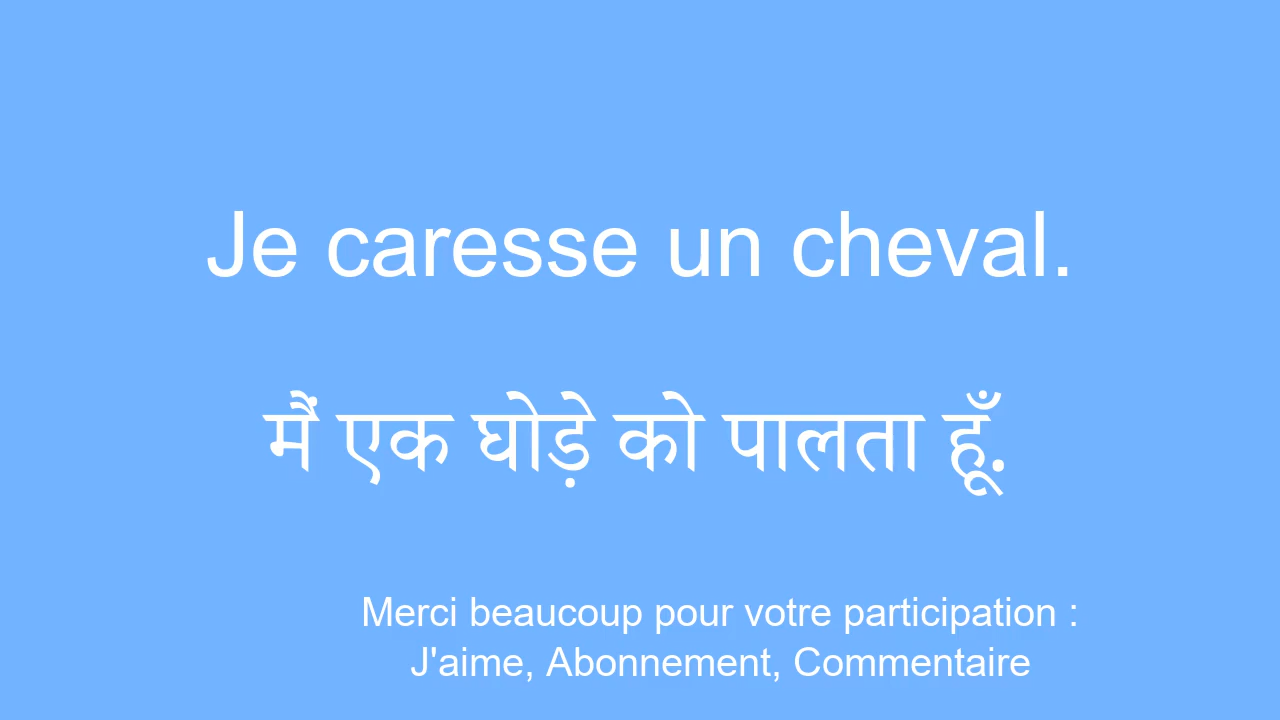 Je caresse un cheval.
मैं एक घोड़े को पालता हूँ.
Merci beaucoup pour votre participation :
J'aime, Abonnement, Commentaire